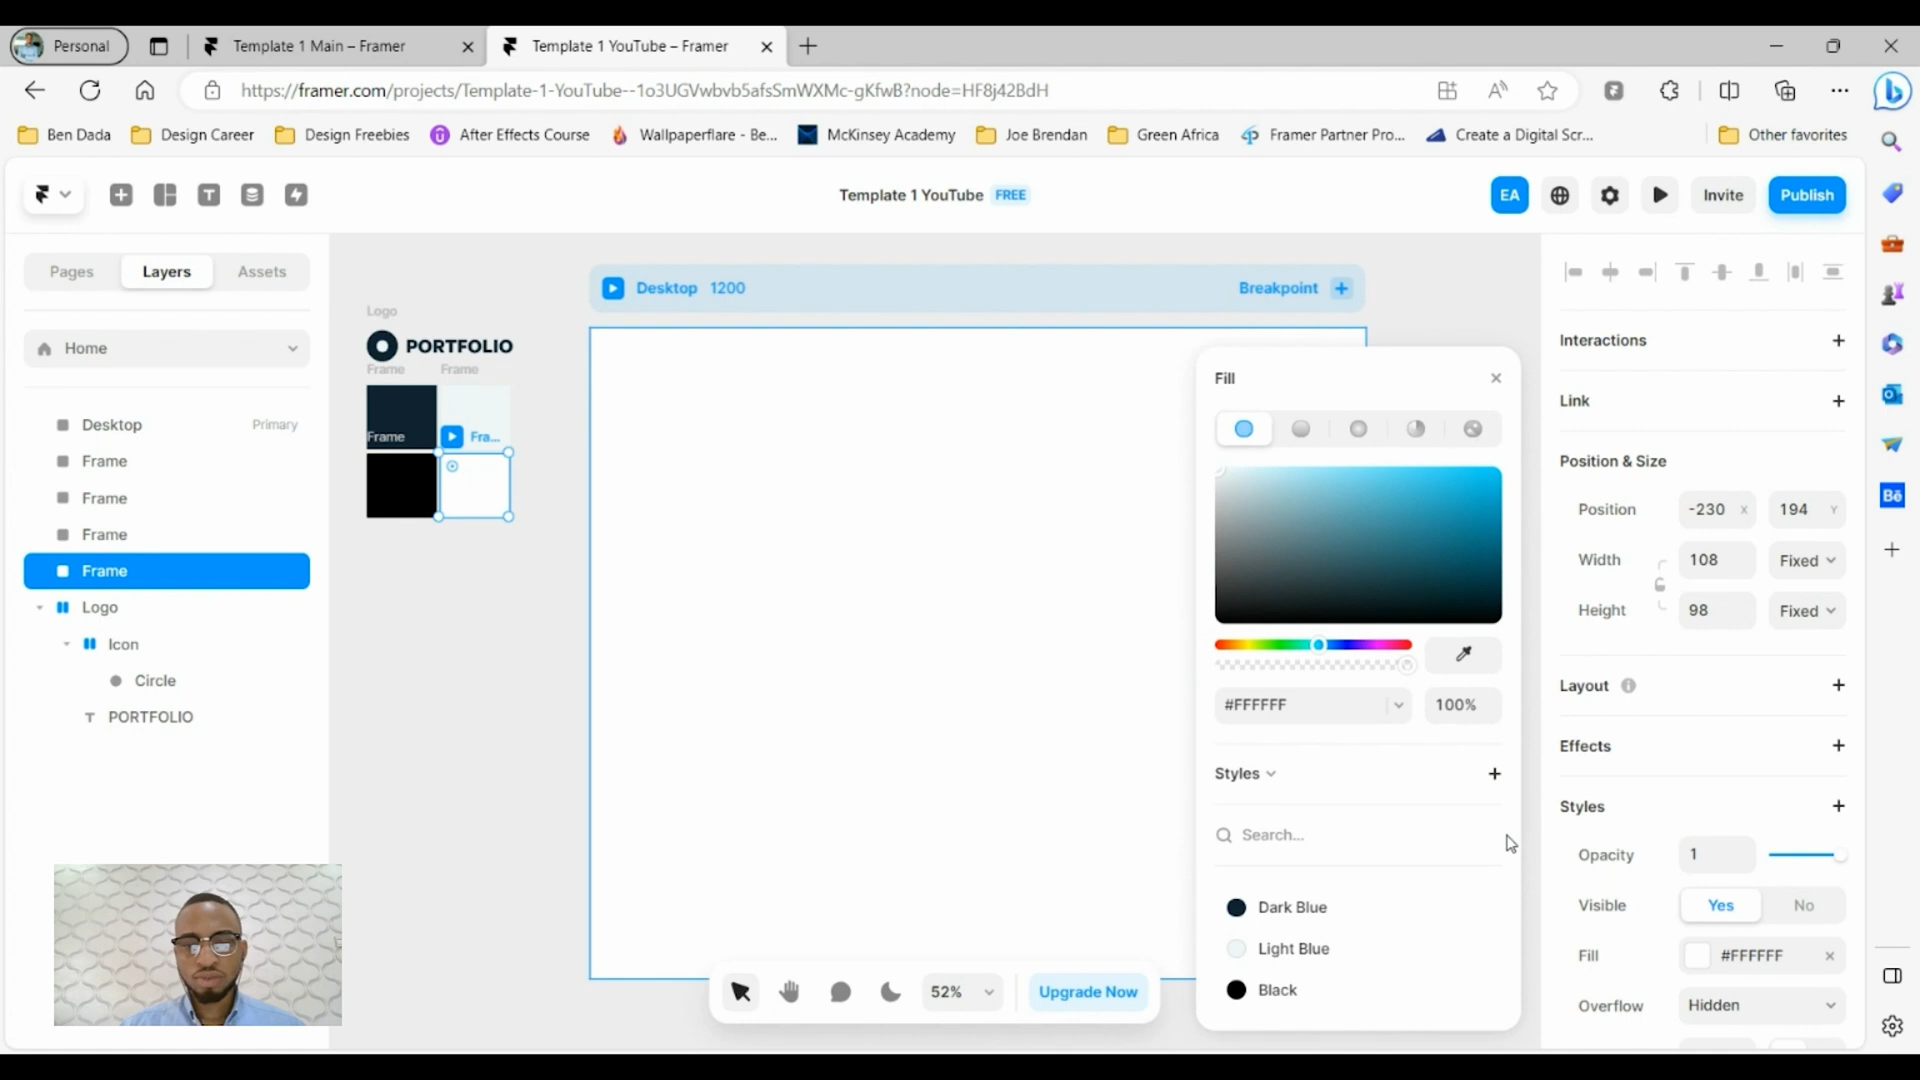 Personal
Template 1 Main – Framer
Template 1 YouTube – Framer
https://framer.com/projects/Template-1-YouTube--1o3UGVwbvb5afsSmWXMc-gKfwB?node=HF8j42BdH
Ben Dada
Design Career
Design Freebies
After Effects Course
Wallpaperflare - Be...
McKinsey Academy
Joe Brendan
Green Africa
Framer Partner Pro...
Create a Digital Scr...
Other favorites
Template 1 YouTube FREE
EA
Invite
Publish
Pages
Layers
Assets
Home
Desktop Primary
Frame
Frame
Frame
Frame
Logo
Icon
Circle
T PORTFOLIO
Logo
PORTFOLIO
Frame Frame
Frame
Fra...
Desktop 1200
Breakpoint +
Fill
#FFFFFF
100%
Styles
Search...
Dark Blue
Light Blue
Black
52%
Upgrade Now
Interactions
Link
Position & Size
Position -230 X 194 Y
Width 108 Fixed
Height 98 Fixed
Layout
Effects
Styles
Opacity 1
Visible Yes No
Fill #FFFFFF
Overflow Hidden
Bē